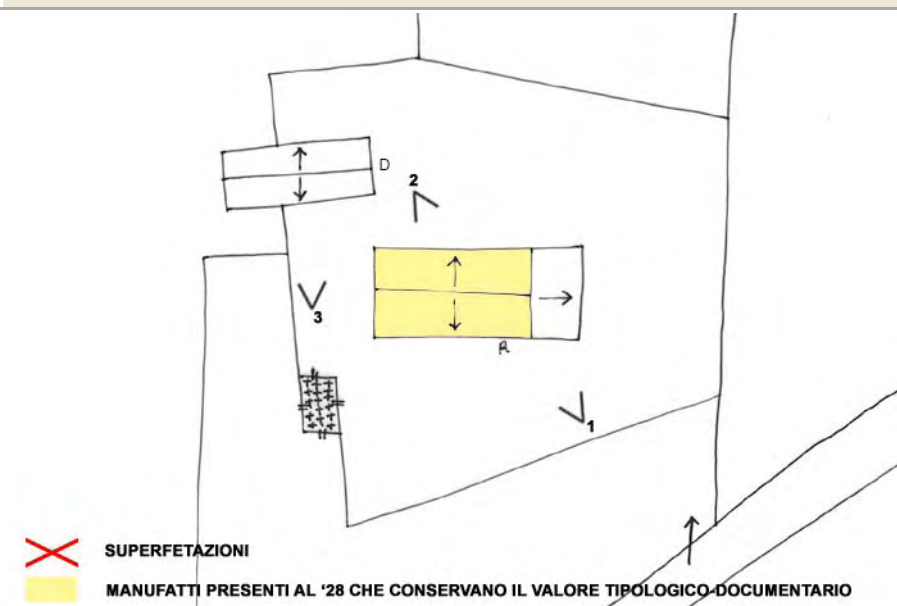 D
2
3
R
1
SUPERFETAZIONI
MANUFATTI PRESENTI AL '28 CHE CONSERVANO IL VALORE TIPOLOGICO-DOCUMENTARIO